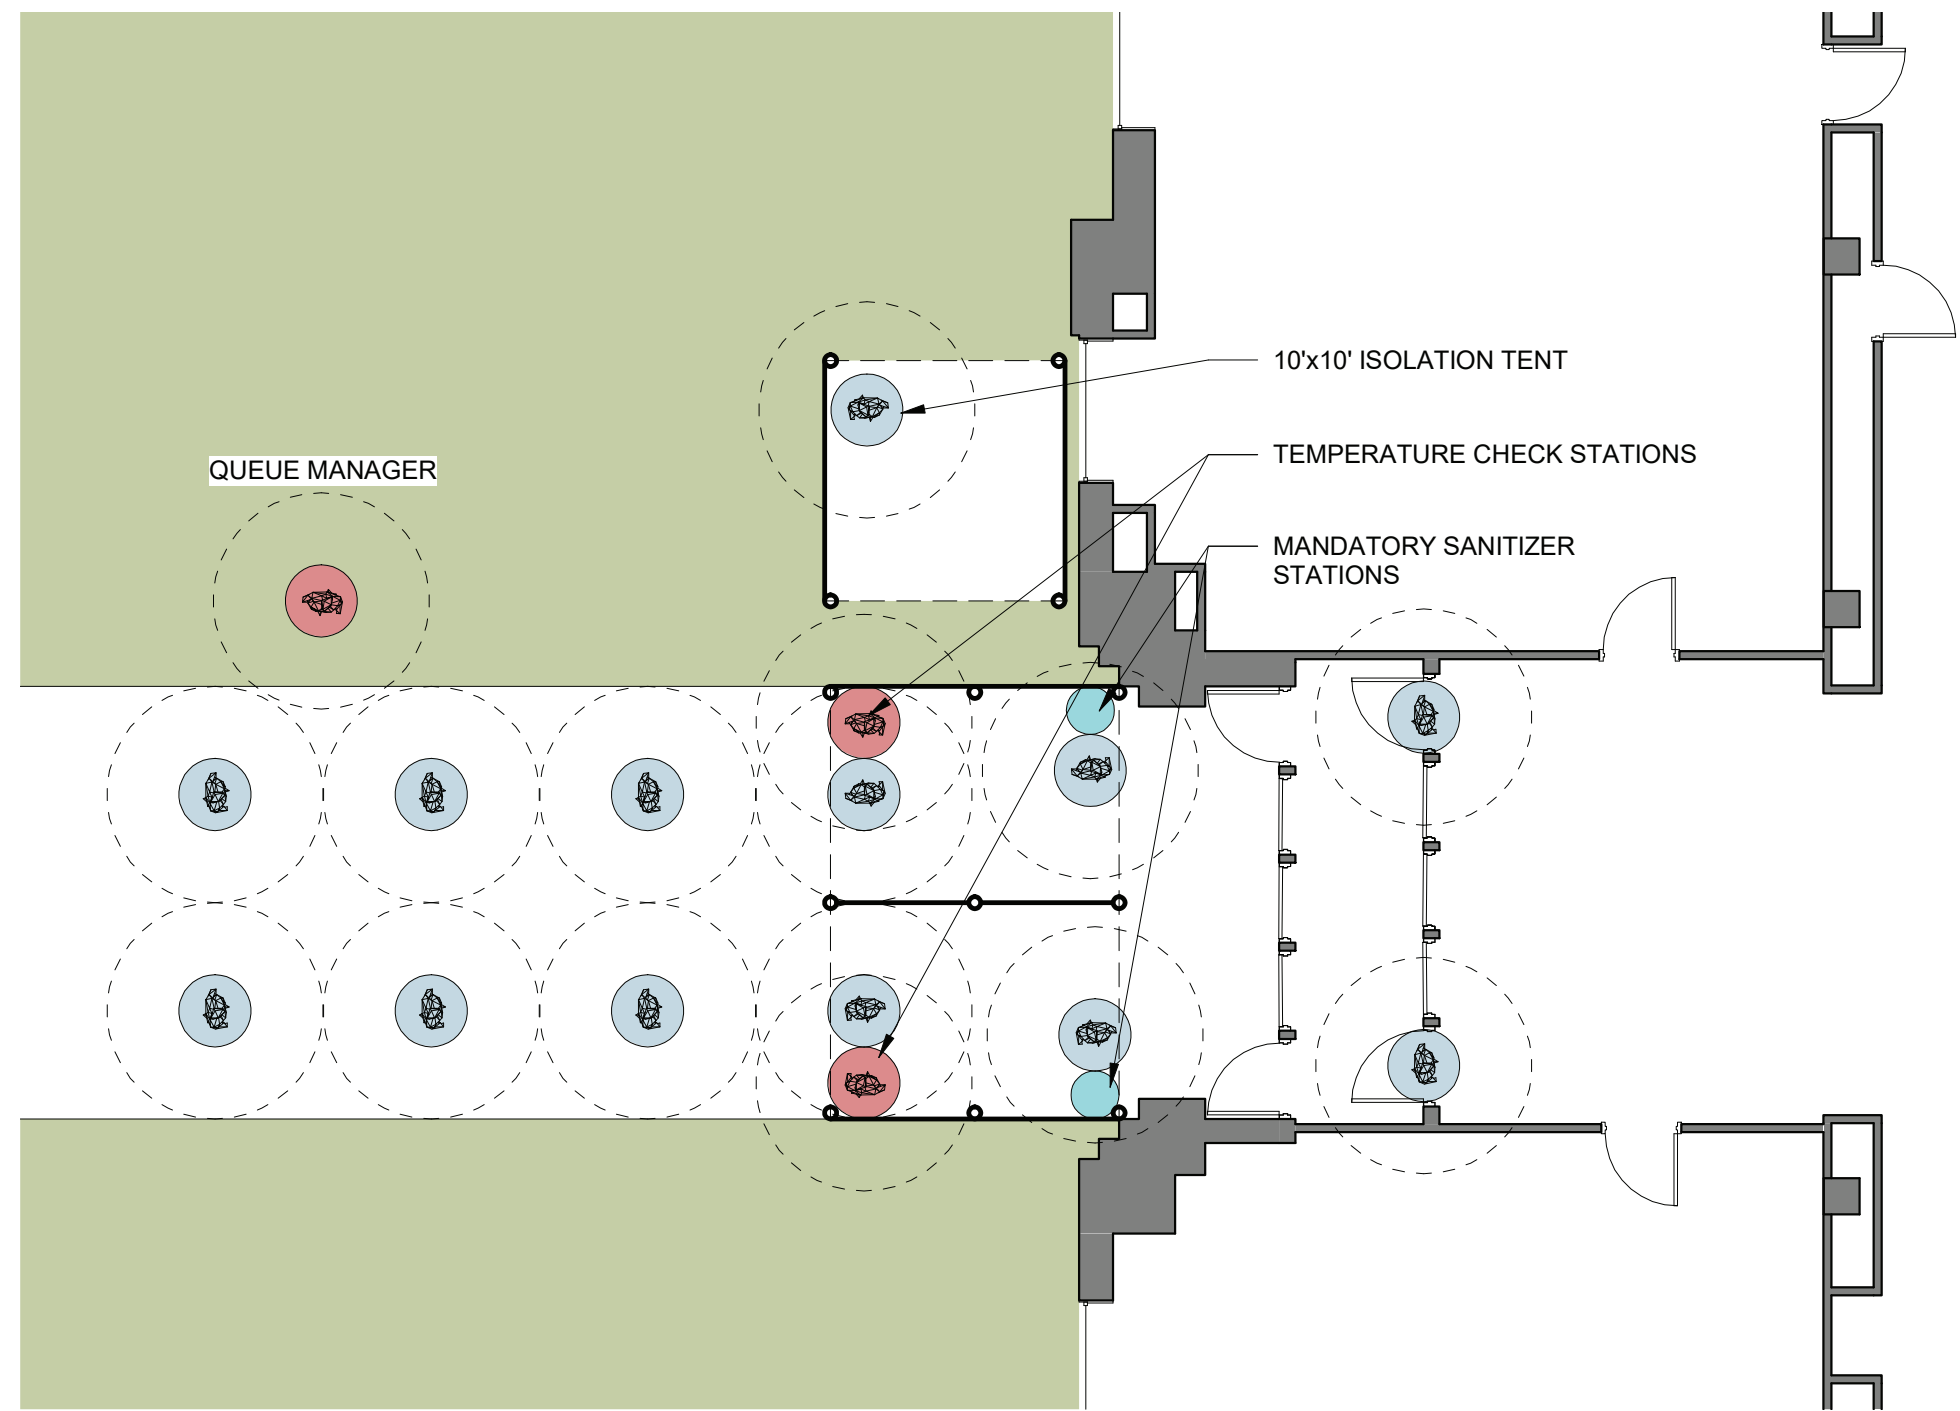 10'x10' ISOLATION TENT
TEMPERATURE CHECK STATIONS
QUEUE MANAGER
MANDATORY SANITIZER
STATIONS